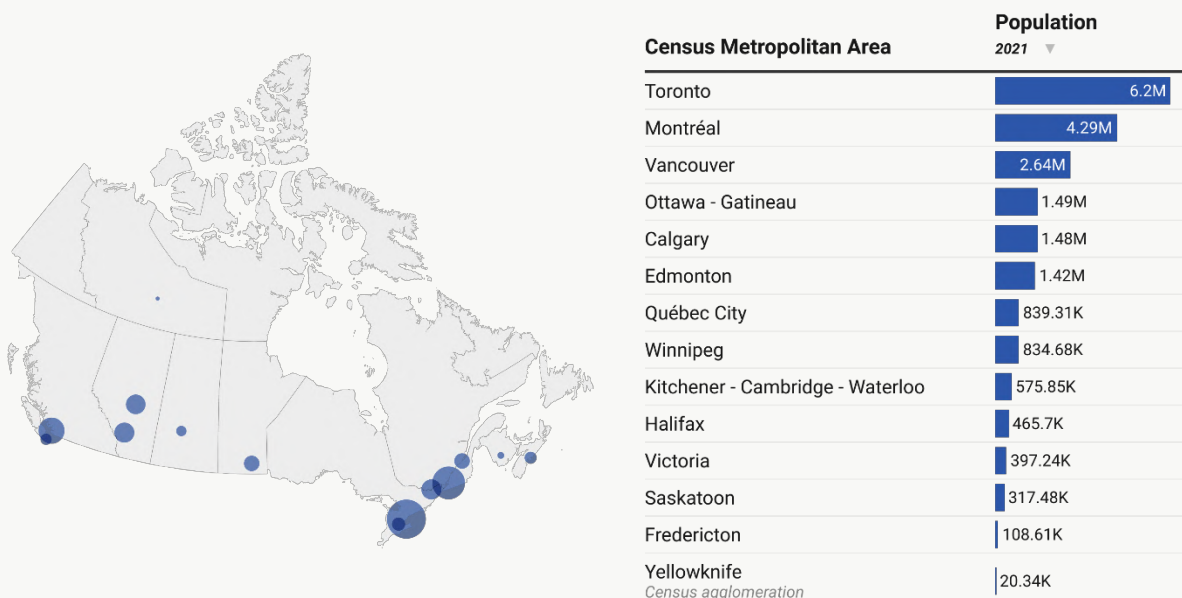 Population
Census Metropolitan Area 2021 ▼
Toronto 6.2M
Montréal 4.29M
Vancouver 2.64M
Ottawa - Gatineau 1.49M
Calgary 1.48M
Edmonton 1.42M
Québec City 839.31K
Winnipeg 834.68K
Kitchener - Cambridge - Waterloo 575.85K
Halifax 465.7K
Victoria 397.24K
Saskatoon 317.48K
Fredericton 108.61K
Yellowknife 20.34K
Census agglomeration